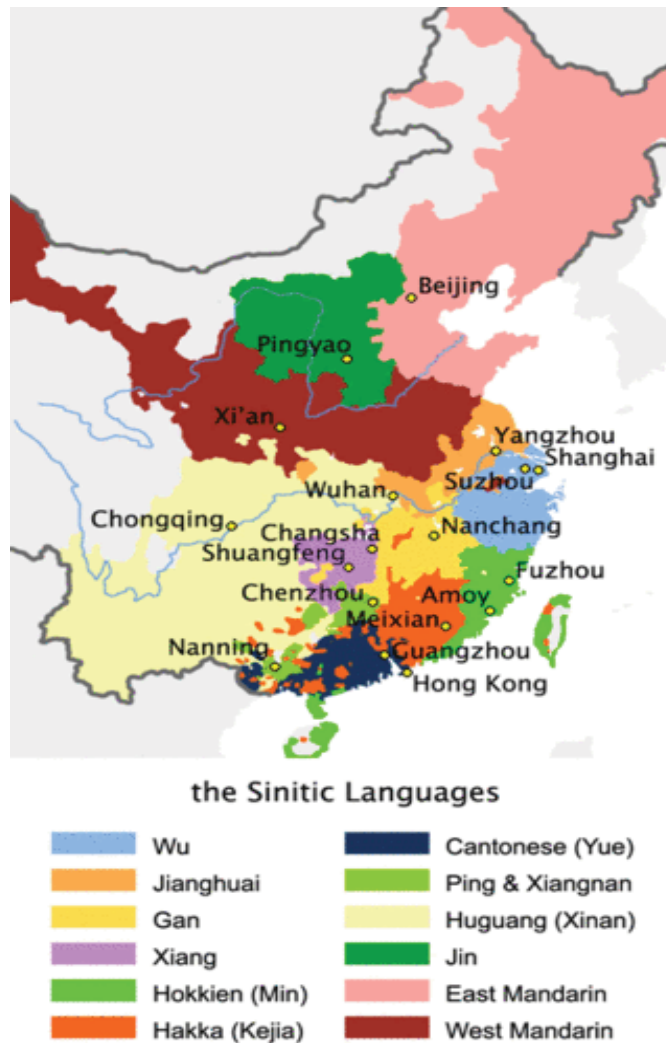 Beijing
Pingyao
Xi'an
Yangzhou
Shanghai
Suzhou
Wuhan
Chongqing
Changsha
Nanchang
Shuangfeng
Fuzhou
Chenzhou
Amoy
Meixian
Nanning
Guangzhou
Hong Kong
the Sinitic Languages
Wu
Cantonese (Yue)
Jianghuai
Ping & Xiangnan
Gan
Huguang (Xinan)
Xiang
Jin
Hokkien (Min)
East Mandarin
Hakka (Kejia)
West Mandarin